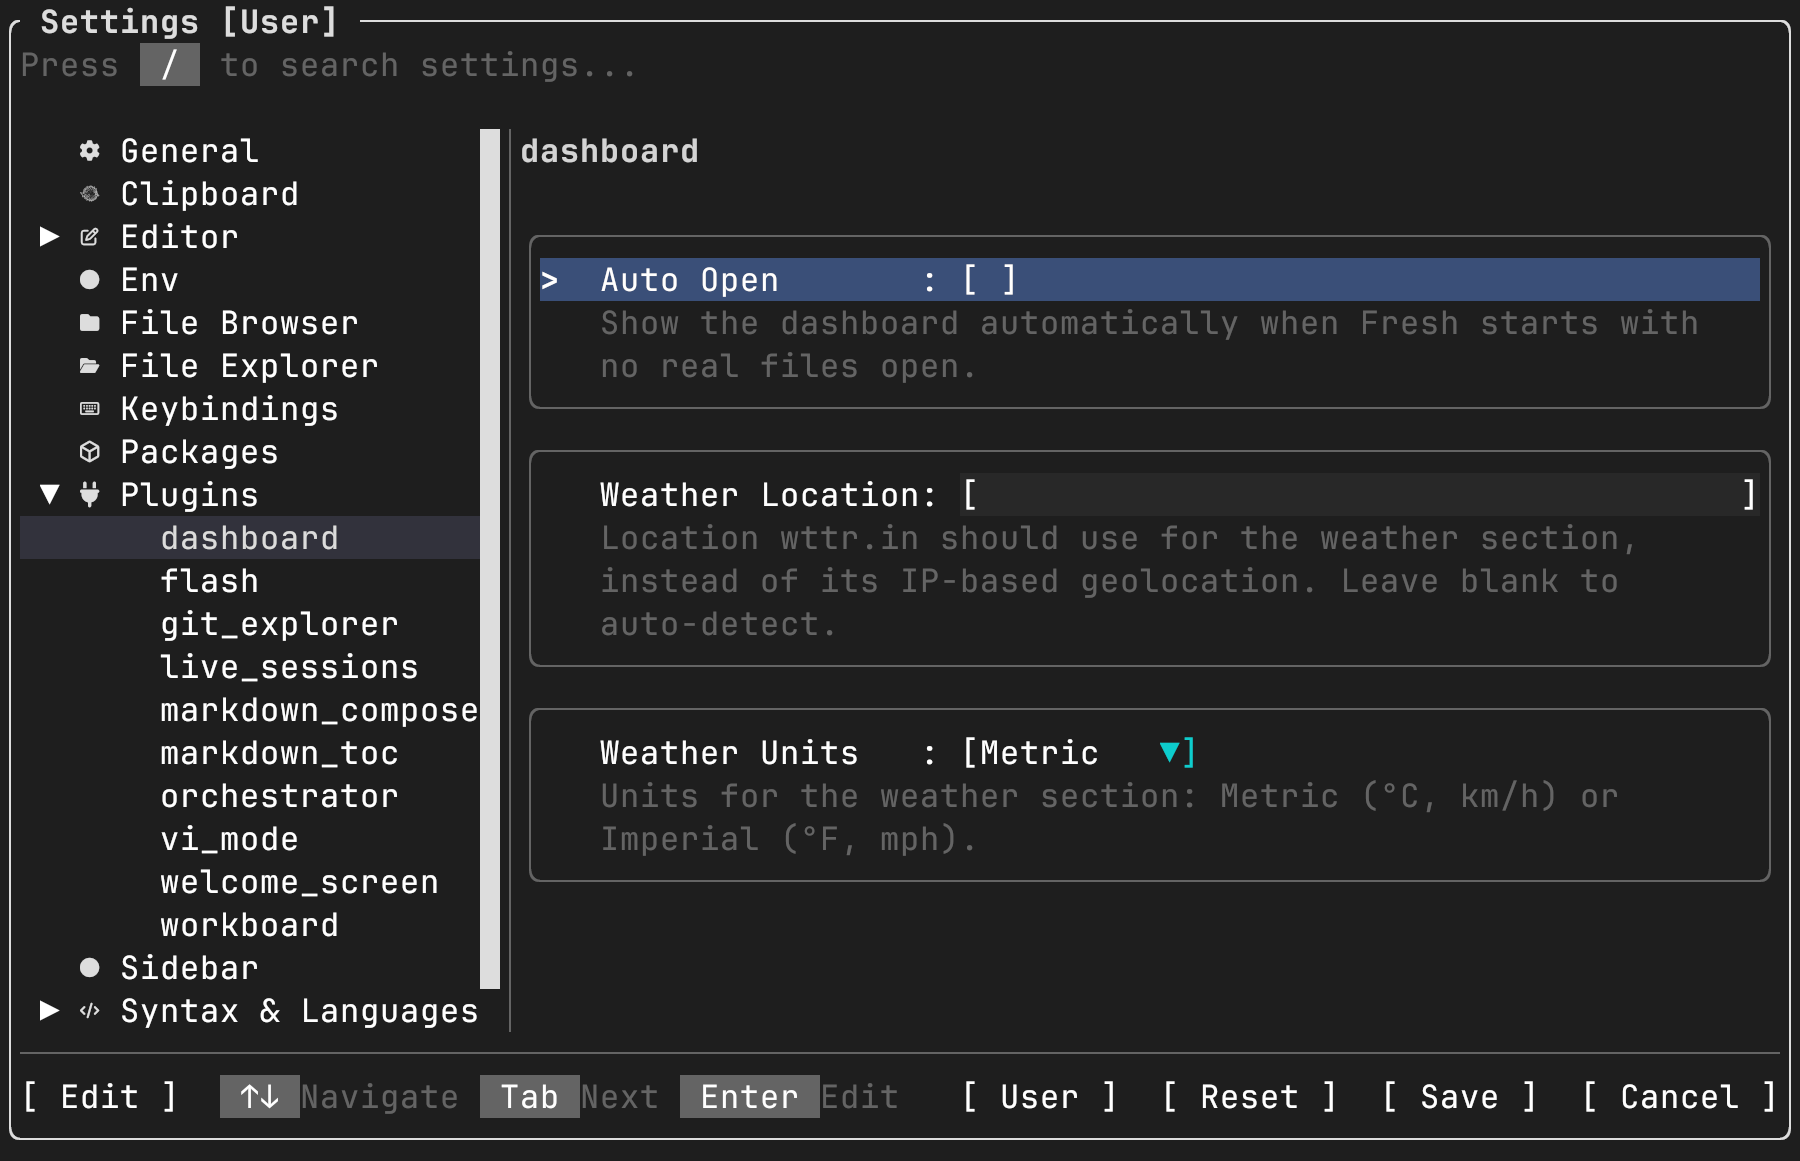 Settings [User]
Press / to search settings...
General
Clipboard
▶ Editor
Env
File Browser
File Explorer
Keybindings
Packages
▼ Plugins
dashboard
flash
git_explorer
live_sessions
markdown_compose
markdown_toc
orchestrator
vi_mode
welcome_screen
workboard
Sidebar
▶ Syntax & Languages
dashboard
> Auto Open : [ ]
Show the dashboard automatically when Fresh starts with
no real files open.
Weather Location: [ ]
Location wttr.in should use for the weather section,
instead of its IP-based geolocation. Leave blank to
auto-detect.
Weather Units : [Metric ▼]
Units for the weather section: Metric (°C, km/h) or
Imperial (°F, mph).
[ Edit ] ↑↓ Navigate Tab Next Enter Edit [ User ] [ Reset ] [ Save ] [ Cancel ]